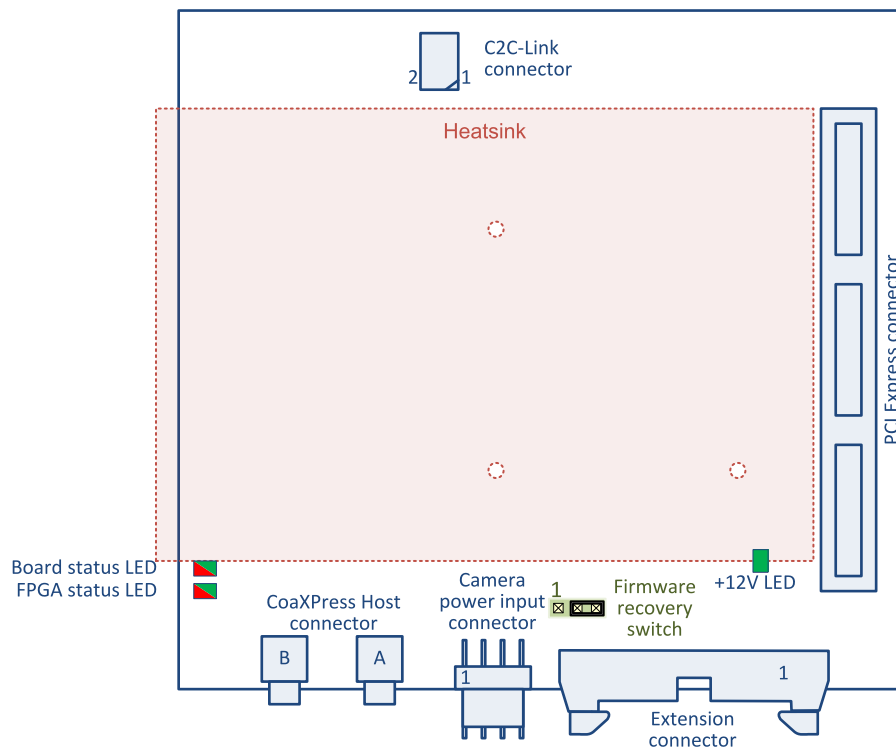 C2C-Link
connector
2 1
Heatsink
PCI Express connector
Board status LED
FPGA status LED
+12V LED
CoaXPress Host
connector
B
A
Camera
power input
connector
1
1
Firmware
recovery
switch
1
Extension
connector